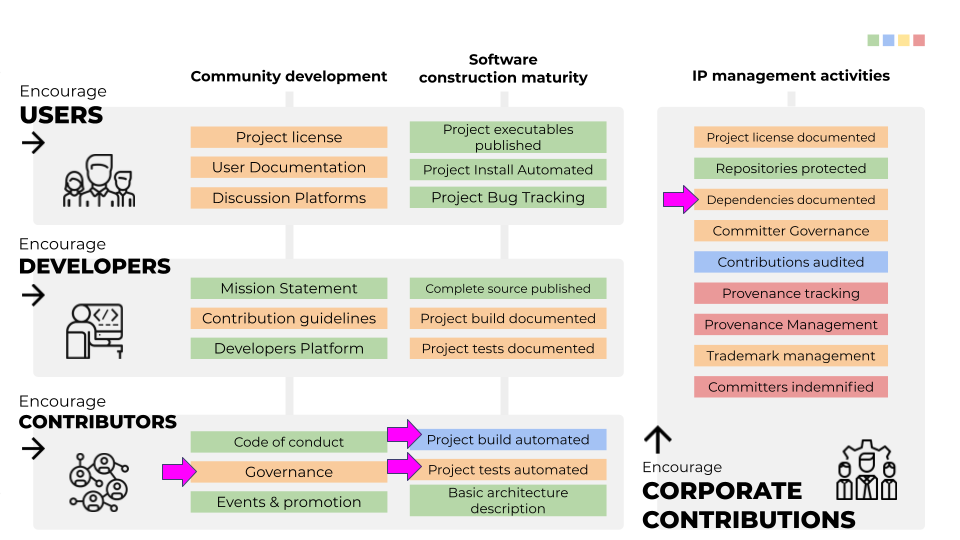 Community development
Software
construction maturity
IP management activities
Encourage
USERS
Project license
User Documentation
Discussion Platforms
Project executables
published
Project Install Automated
Project Bug Tracking
Encourage
DEVELOPERS
Mission Statement
Contribution guidelines
Developers Platform
Complete source published
Project build documented
Project tests documented
Encourage
CONTRIBUTORS
Code of conduct
Governance
Events & promotion
Project build automated
Project tests automated
Basic architecture
description
Project license documented
Repositories protected
Dependencies documented
Committer Governance
Contributions audited
Provenance tracking
Provenance Management
Trademark management
Committers indemnified
Encourage
CORPORATE
CONTRIBUTIONS